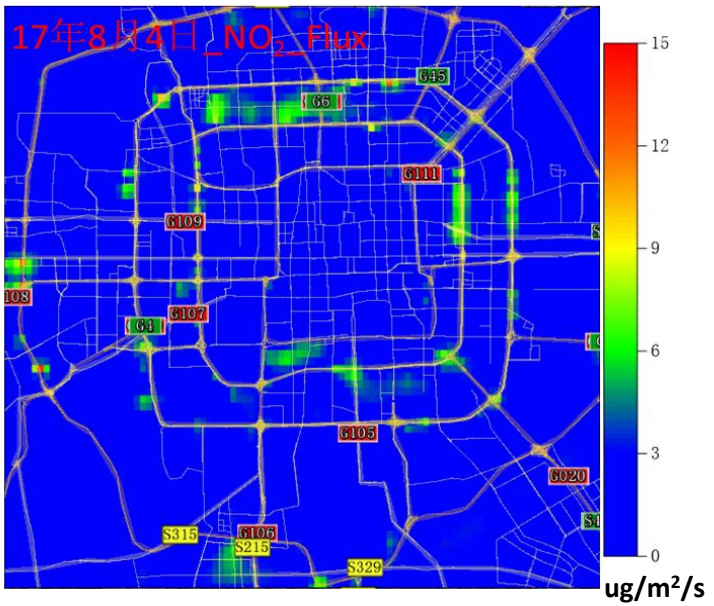 17年8月4日_NO₂_Flux
15
G45
G6
12
G111
G109
9
108
G107
G4
6
G105
3
G020
S315
G106
S215
S329
0
ug/m²/s